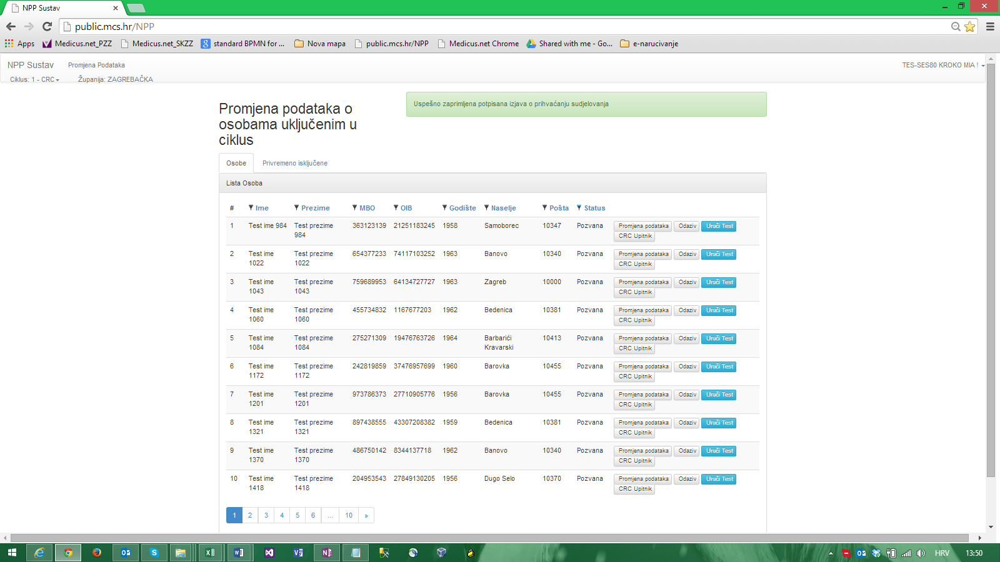 NPP Sustav
public.mcs.hr/NPP
Apps Medicus.net_PZZ Medicus.net_SKZZ standard BPMN for ... Nova mapa public.mcs.hr/NPP Medicus.net Chrome Shared with me - Go... e-narucivanje
NPP Sustav Promjena Podataka TES-SES80 KROKO MIA !
Ciklus: 1 - CRC Županija: ZAGREBAČKA
Uspešno zaprimljena potpisana izjava o prihvaćanju sudjelovanja
Promjena podataka o
osobama uključenim u
ciklus
Osobe Privremeno isključene
Lista Osoba
# Ime Prezime MBO OIB Godište Naselje Pošta Status
1 Test ime 984 Test prezime 363123139 21251183245 1958 Samoborec 10347 Pozvana Promjena podataka Odaziv Uruči Test
984 CRC Upitnik
2 Test ime Test prezime 654377233 74117103252 1963 Banovo 10340 Pozvana Promjena podataka Odaziv Uruči Test
1022 1022 CRC Upitnik
3 Test ime Test prezime 759689953 64134727727 1963 Zagreb 10000 Pozvana Promjena podataka Odaziv Uruči Test
1043 1043 CRC Upitnik
4 Test ime Test prezime 455734832 1167677203 1962 Bedenica 10381 Pozvana Promjena podataka Odaziv Uruči Test
1060 1060 CRC Upitnik
5 Test ime Test prezime 275271309 19476763726 1964 Barbarići 10413 Pozvana Promjena podataka Odaziv Uruči Test
1084 1084 Kravarski CRC Upitnik
6 Test ime Test prezime 242819859 37476957699 1960 Barovka 10455 Pozvana Promjena podataka Odaziv Uruči Test
1172 1172 CRC Upitnik
7 Test ime Test prezime 973786373 27710905776 1956 Barovka 10455 Pozvana Promjena podataka Odaziv Uruči Test
1201 1201 CRC Upitnik
8 Test ime Test prezime 897438555 43307208382 1959 Bedenica 10381 Pozvana Promjena podataka Odaziv Uruči Test
1321 1321 CRC Upitnik
9 Test ime Test prezime 486750142 8344137718 1962 Banovo 10340 Pozvana Promjena podataka Odaziv Uruči Test
1370 1370 CRC Upitnik
10 Test ime Test prezime 204953543 27849130205 1956 Dugo Selo 10370 Pozvana Promjena podataka Odaziv Uruči Test
1418 1418 CRC Upitnik
1 2 3 4 5 6 ... 10 »
HRV 13:50